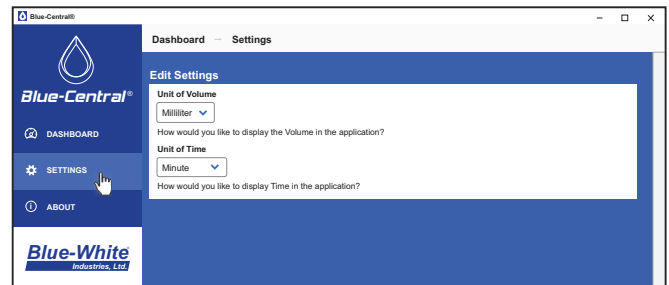 Blue-Central®
Dashboard → Settings
Edit Settings
Blue-Central®
Unit of Volume
Milliliter
How would you like to display the Volume in the application?
DASHBOARD
Unit of Time
Minute
SETTINGS
How would you like to display Time in the application?
ABOUT
Blue-White
Industries, Ltd.